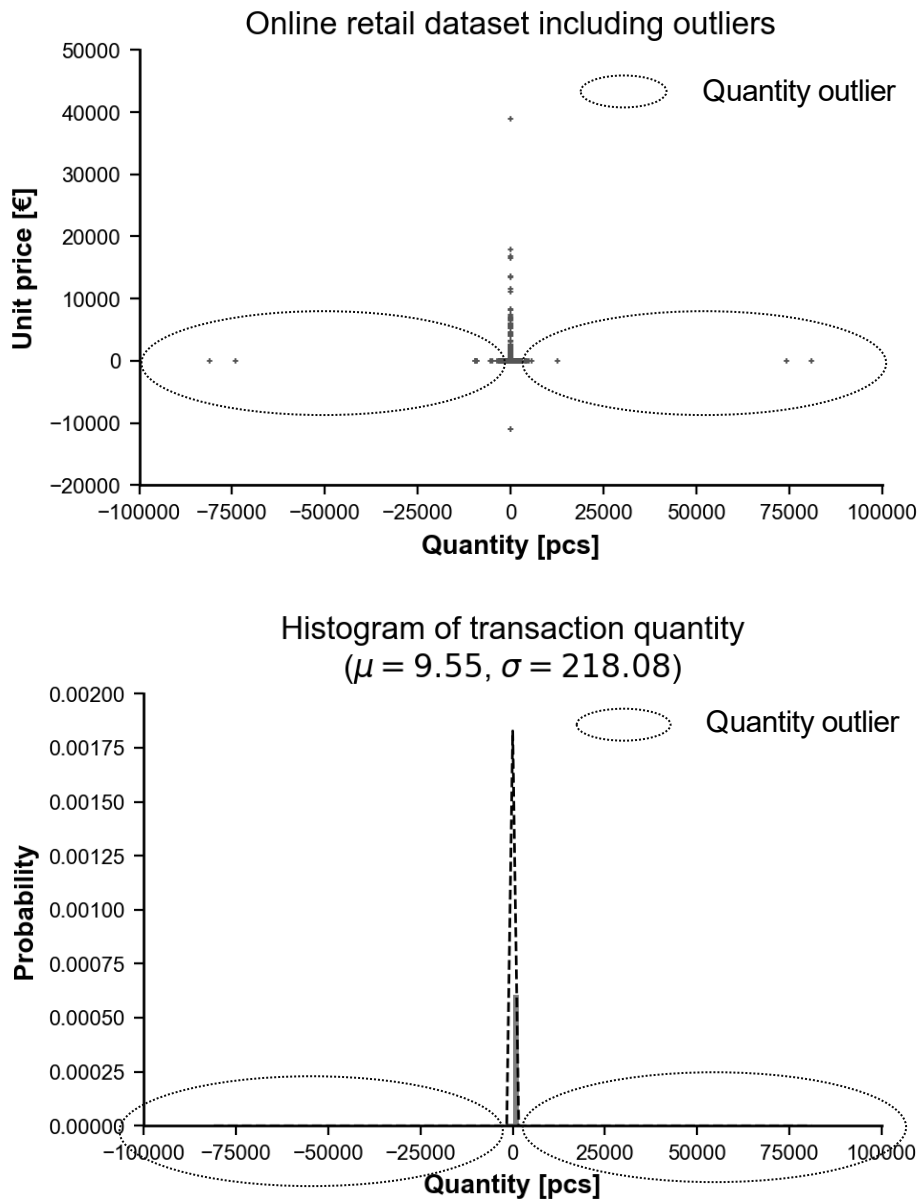 Online retail dataset including outliers
50000
Quantity outlier
40000
30000
20000
10000
0
−10000
−20000
Unit price [€]
−100000 −75000 −50000 −25000 0 25000 50000 75000 100000
Quantity [pcs]
Histogram of transaction quantity
(μ = 9.55, σ = 218.08)
0.00200
Quantity outlier
0.00175
0.00150
0.00125
0.00100
0.00075
0.00050
0.00025
0.00000
Probability
−100000 −75000 −50000 −25000 0 25000 50000 75000 100000
Quantity [pcs]